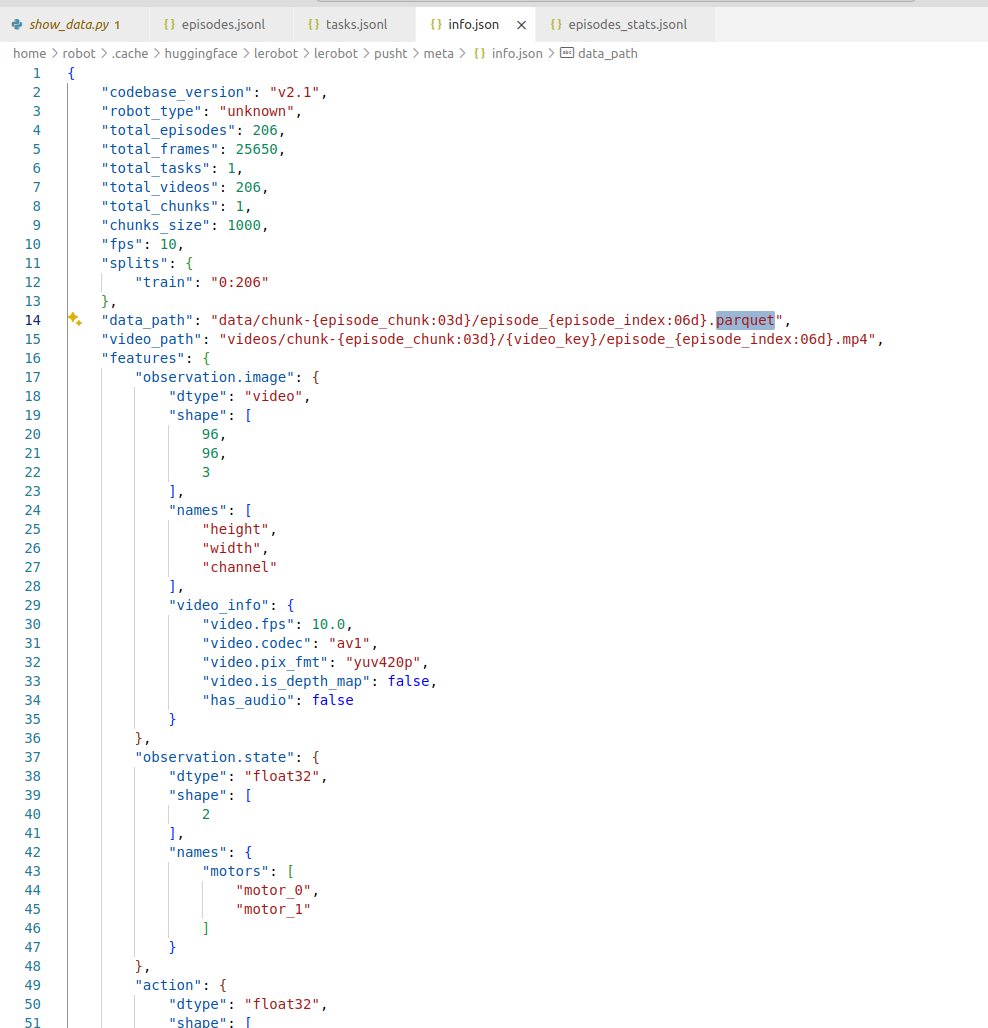 show_data.py 1
episodes.jsonl
tasks.jsonl
info.json
episodes_stats.jsonl
home > robot > .cache > huggingface > lerobot > lerobot > pusht > meta > {} info.json > abc data_path
1 {
2 "codebase_version": "v2.1",
3 "robot_type": "unknown",
4 "total_episodes": 206,
5 "total_frames": 25650,
6 "total_tasks": 1,
7 "total_videos": 206,
8 "total_chunks": 1,
9 "chunks_size": 1000,
10 "fps": 10,
11 "splits": {
12 "train": "0:206"
13 },
14 "data_path": "data/chunk-{episode_chunk:03d}/episode_{episode_index:06d}.parquet",
15 "video_path": "videos/chunk-{episode_chunk:03d}/{video_key}/episode_{episode_index:06d}.mp4",
16 "features": {
17 "observation.image": {
18 "dtype": "video",
19 "shape": [
20 96,
21 96,
22 3
23 ],
24 "names": [
25 "height",
26 "width",
27 "channel"
28 ],
29 "video_info": {
30 "video.fps": 10.0,
31 "video.codec": "av1",
32 "video.pix_fmt": "yuv420p",
33 "video.is_depth_map": false,
34 "has_audio": false
35 }
36 },
37 "observation.state": {
38 "dtype": "float32",
39 "shape": [
40 2
41 ],
42 "names": {
43 "motors": [
44 "motor_0",
45 "motor_1"
46 ]
47 }
48 },
49 "action": {
50 "dtype": "float32",
51 "shape": [